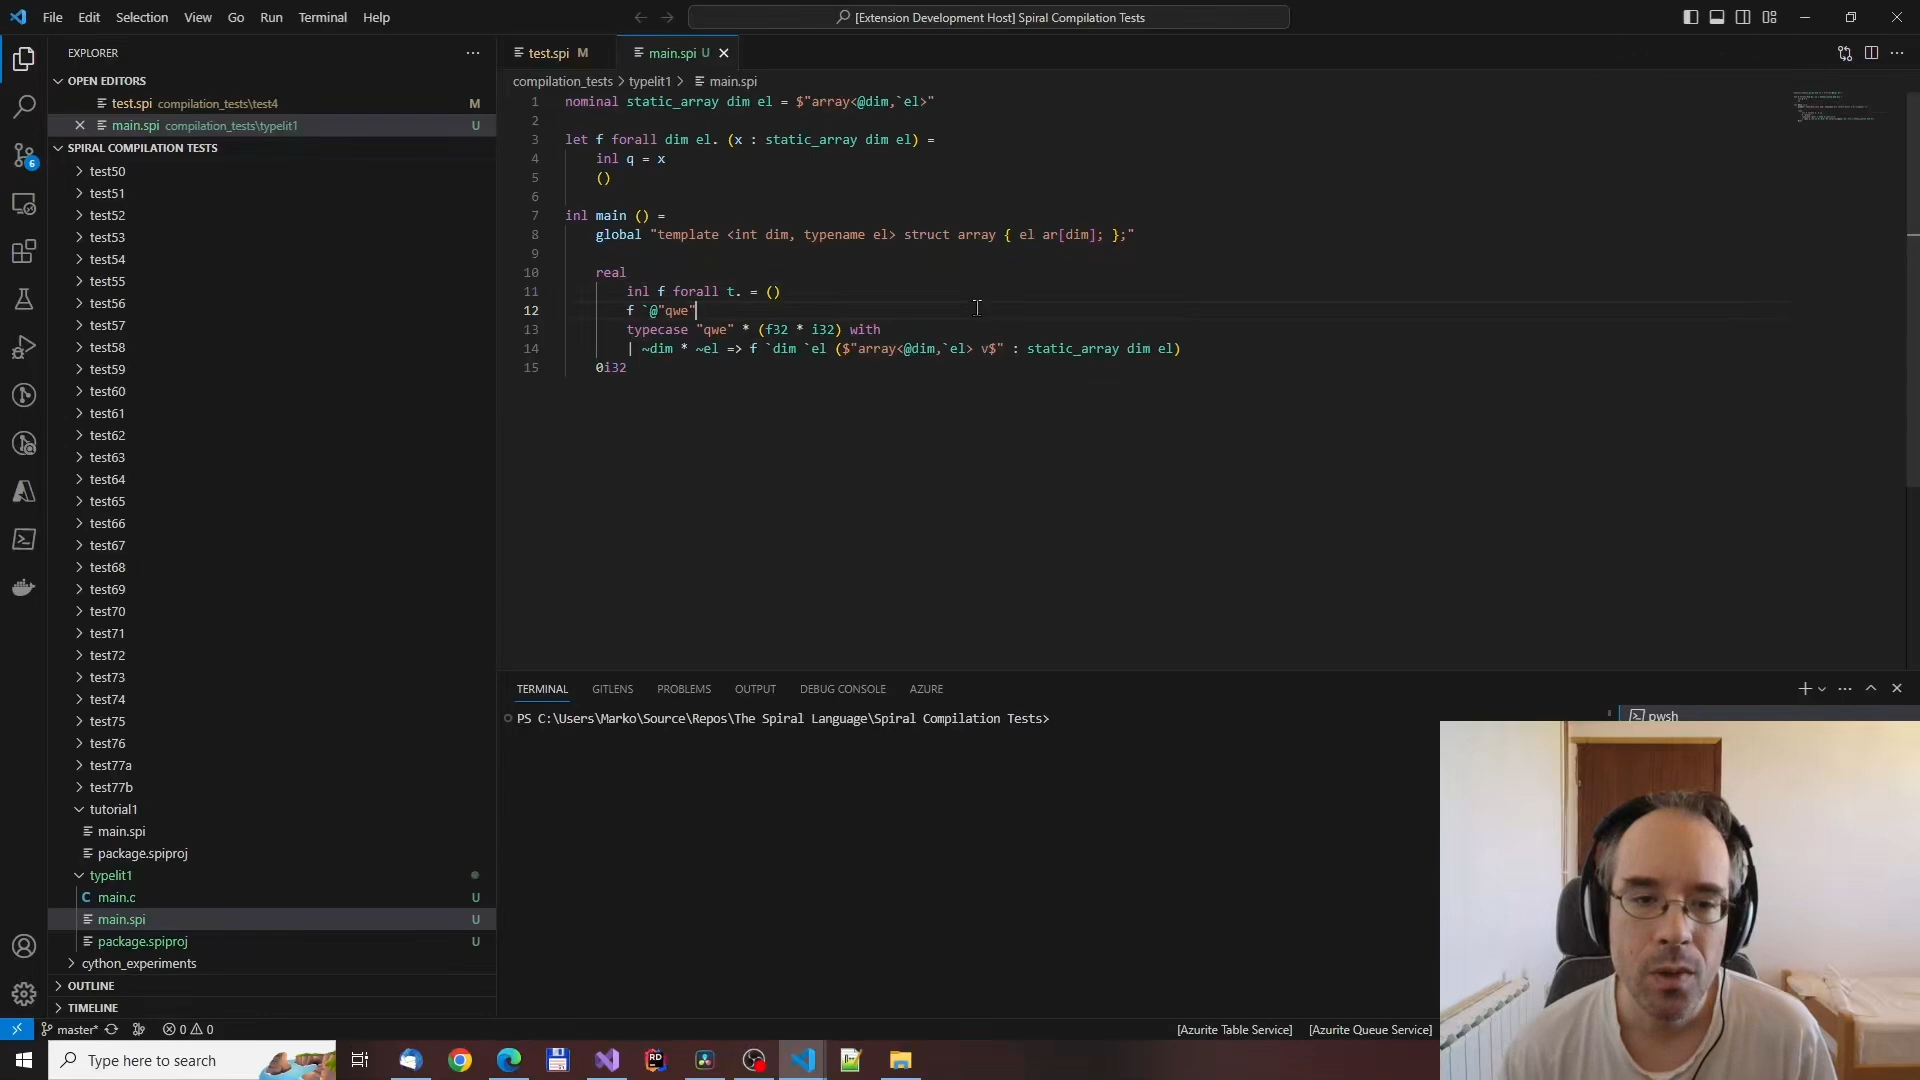 File Edit Selection View Go Run Terminal Help
[Extension Development Host] Spiral Compilation Tests
EXPLORER
OPEN EDITORS
test.spi compilation_tests\test4 M
main.spi compilation_tests\typelit1 U
SPIRAL COMPILATION TESTS
test50
test51
test52
test53
test54
test55
test56
test57
test58
test59
test60
test61
test62
test63
test64
test65
test66
test67
test68
test69
test70
test71
test72
test73
test74
test75
test76
test77a
test77b
tutorial1
main.spi
package.spiproj
typelit1
C main.c U
main.spi U
package.spiproj U
cython_experiments
OUTLINE
TIMELINE
6
test.spi M
main.spi U
compilation_tests > typelit1 > main.spi
1 nominal static_array dim el = $"array<@dim,`el>"
2
3 let f forall dim el. (x : static_array dim el) =
4 inl q = x
5 ()
6
7 inl main () =
8 global "template <int dim, typename el> struct array { el ar[dim]; };"
9
10 real
11 inl f forall t. = ()
12 f `@"qwe"
13 typecase "qwe" * (f32 * i32) with
14 | ~dim * ~el => f `dim `el ($"array<@dim,`el> v$" : static_array dim el)
15 0i32
TERMINAL GITLENS PROBLEMS OUTPUT DEBUG CONSOLE AZURE
PS C:\Users\Marko\Source\Repos\The Spiral Language\Spiral Compilation Tests>
pwsh
master* 0 0 [Azurite Table Service] [Azurite Queue Service]
Type here to search
RD